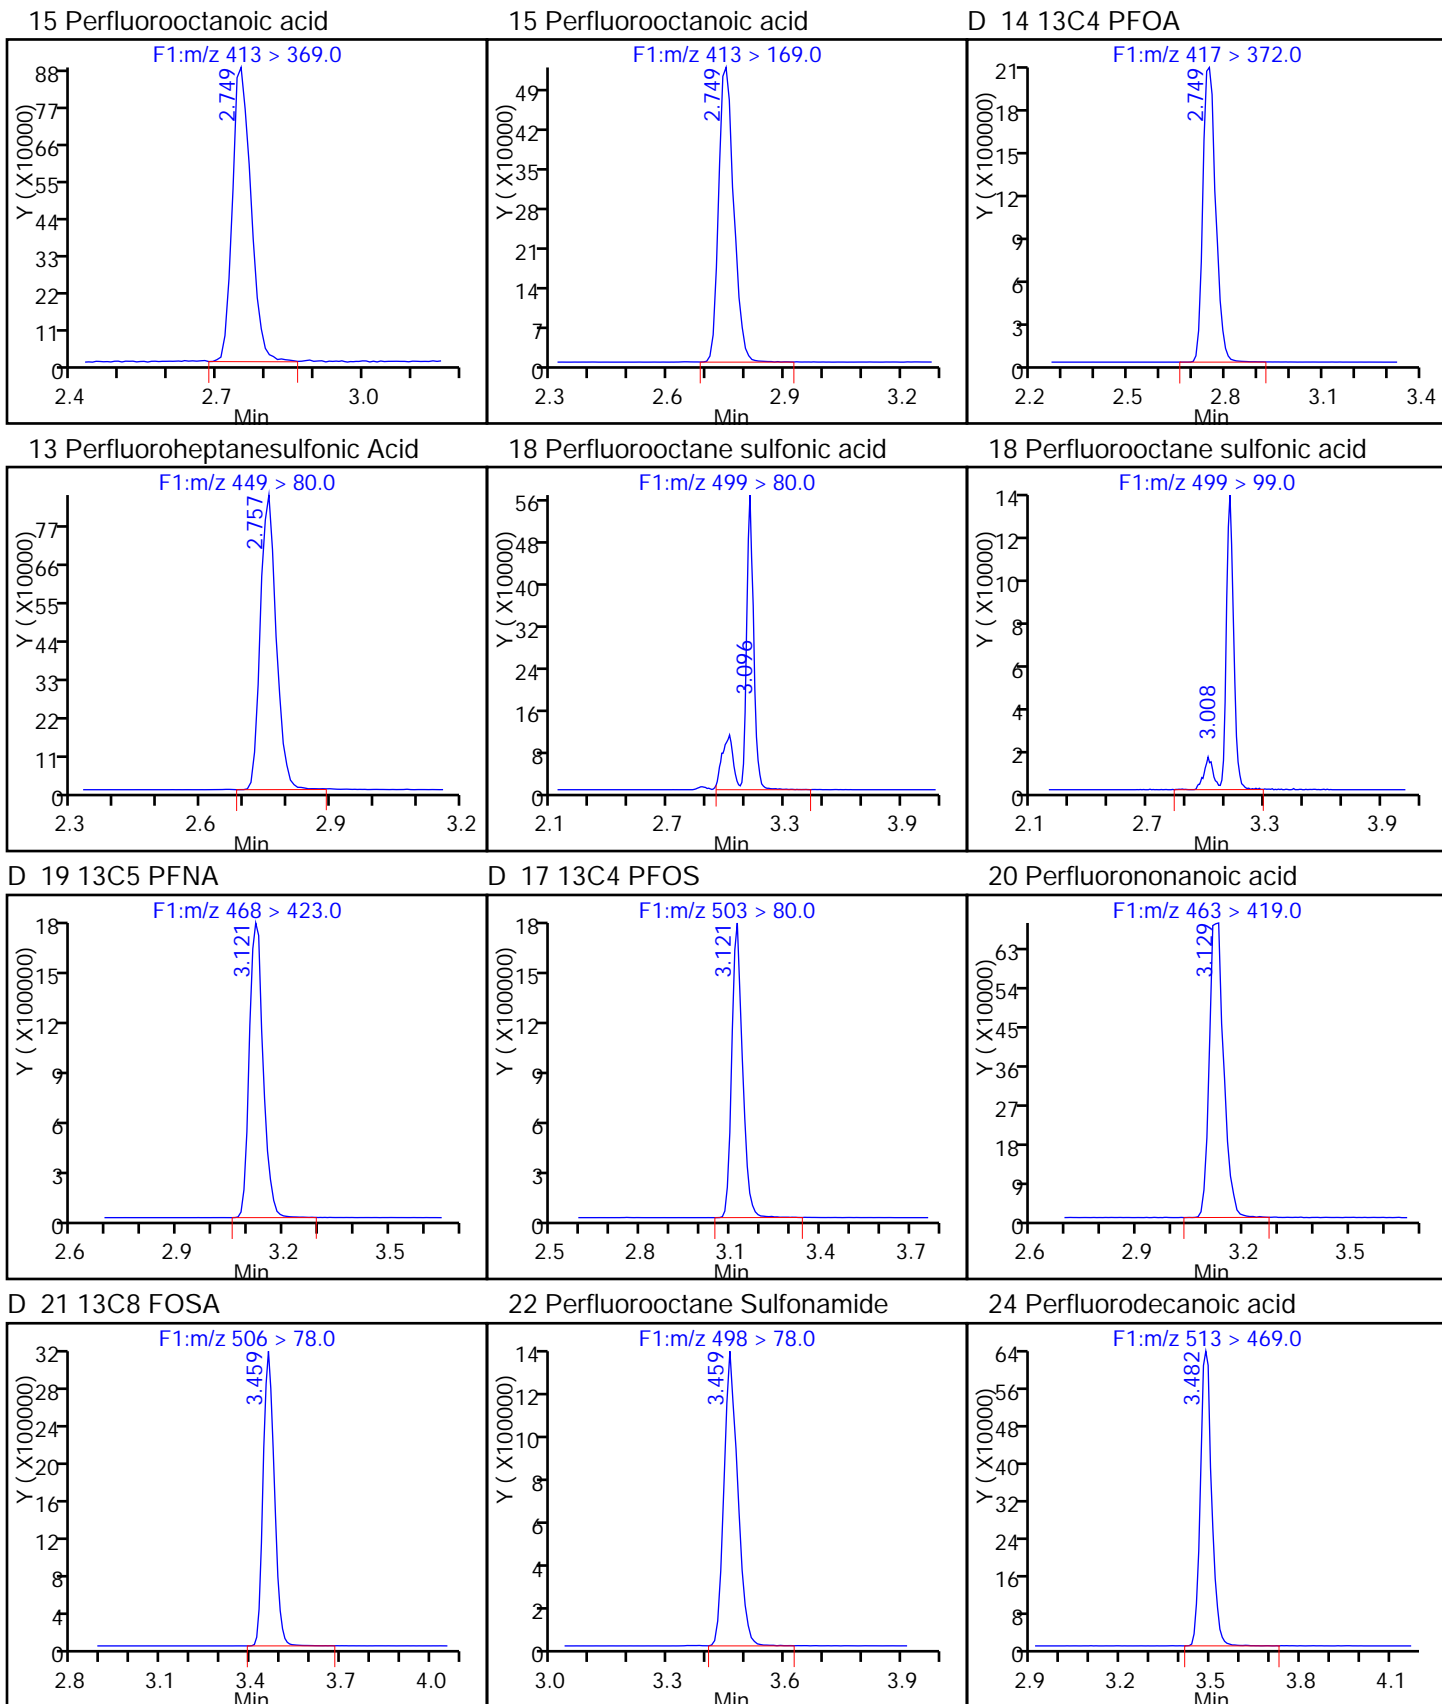 15 Perfluorooctanoic acid
F1:m/z 413 > 369.0
Y ( X10000)
88
77
66
55
44
33
22
11
0
2.749
2.4 2.7 3.0
Min
15 Perfluorooctanoic acid
F1:m/z 413 > 169.0
Y ( X10000)
49
42
35
28
21
14
7
0
2.749
2.3 2.6 2.9 3.2
Min
D 14 13C4 PFOA
F1:m/z 417 > 372.0
Y ( X100000)
21
18
15
12
9
6
3
0
2.749
2.2 2.5 2.8 3.1 3.4
Min
13 Perfluoroheptanesulfonic Acid
F1:m/z 449 > 80.0
Y ( X10000)
77
66
55
44
33
22
11
0
2.757
2.3 2.6 2.9 3.2
Min
18 Perfluorooctane sulfonic acid
F1:m/z 499 > 80.0
Y ( X10000)
56
48
40
32
24
16
8
0
3.096
2.1 2.7 3.3 3.9
Min
18 Perfluorooctane sulfonic acid
F1:m/z 499 > 99.0
Y ( X10000)
14
12
10
8
6
4
2
0
3.008
2.1 2.7 3.3 3.9
Min
D 19 13C5 PFNA
F1:m/z 468 > 423.0
Y ( X100000)
18
15
12
9
6
3
0
3.121
2.6 2.9 3.2 3.5
Min
D 17 13C4 PFOS
F1:m/z 503 > 80.0
Y ( X100000)
18
15
12
9
6
3
0
3.121
2.5 2.8 3.1 3.4 3.7
Min
20 Perfluorononanoic acid
F1:m/z 463 > 419.0
Y ( X10000)
63
54
45
36
27
18
9
0
3.129
2.6 2.9 3.2 3.5
Min
D 21 13C8 FOSA
F1:m/z 506 > 78.0
Y ( X100000)
32
28
24
20
16
12
8
4
0
3.459
2.8 3.1 3.4 3.7 4.0
Min
22 Perfluorooctane Sulfonamide
F1:m/z 498 > 78.0
Y ( X100000)
14
12
10
8
6
4
2
0
3.459
3.0 3.3 3.6 3.9
Min
24 Perfluorodecanoic acid
F1:m/z 513 > 469.0
Y ( X10000)
64
56
48
40
32
24
16
8
0
3.482
2.9 3.2 3.5 3.8 4.1
Min